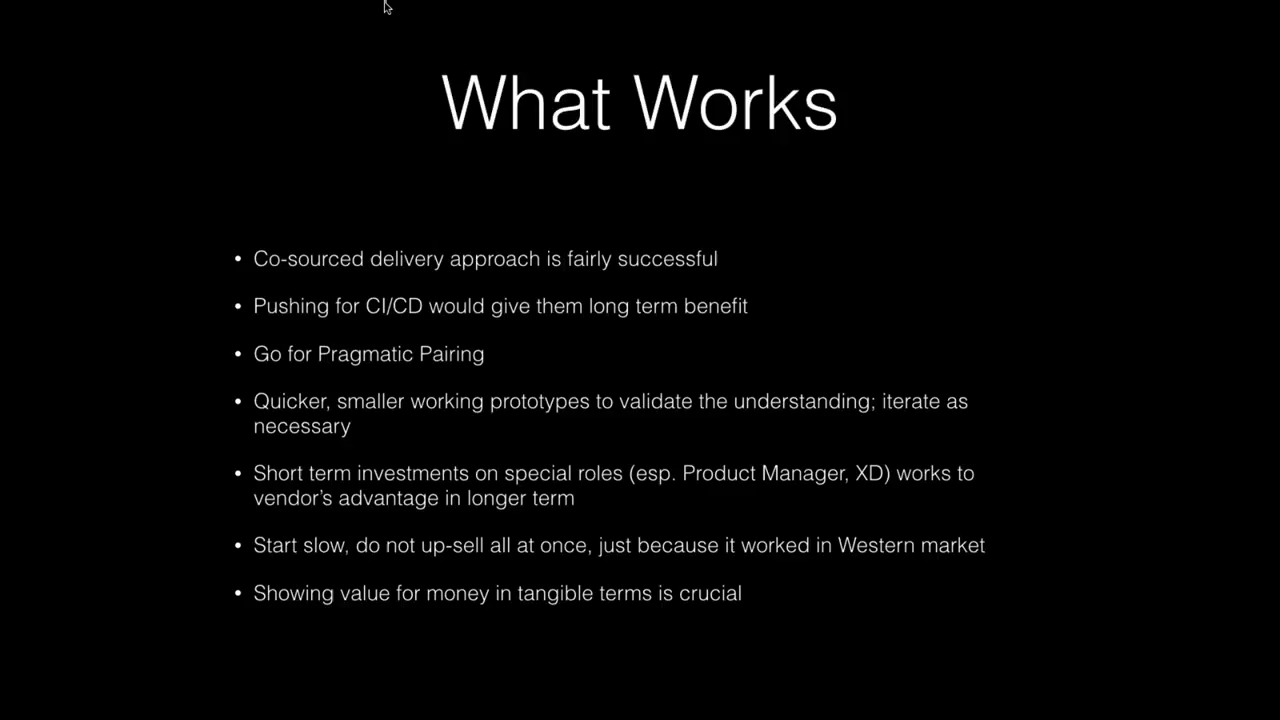 What Works
• Co-sourced delivery approach is fairly successful
• Pushing for CI/CD would give them long term benefit
• Go for Pragmatic Pairing
• Quicker, smaller working prototypes to validate the understanding; iterate as
necessary
• Short term investments on special roles (esp. Product Manager, XD) works to
vendor’s advantage in longer term
• Start slow, do not up-sell all at once, just because it worked in Western market
• Showing value for money in tangible terms is crucial